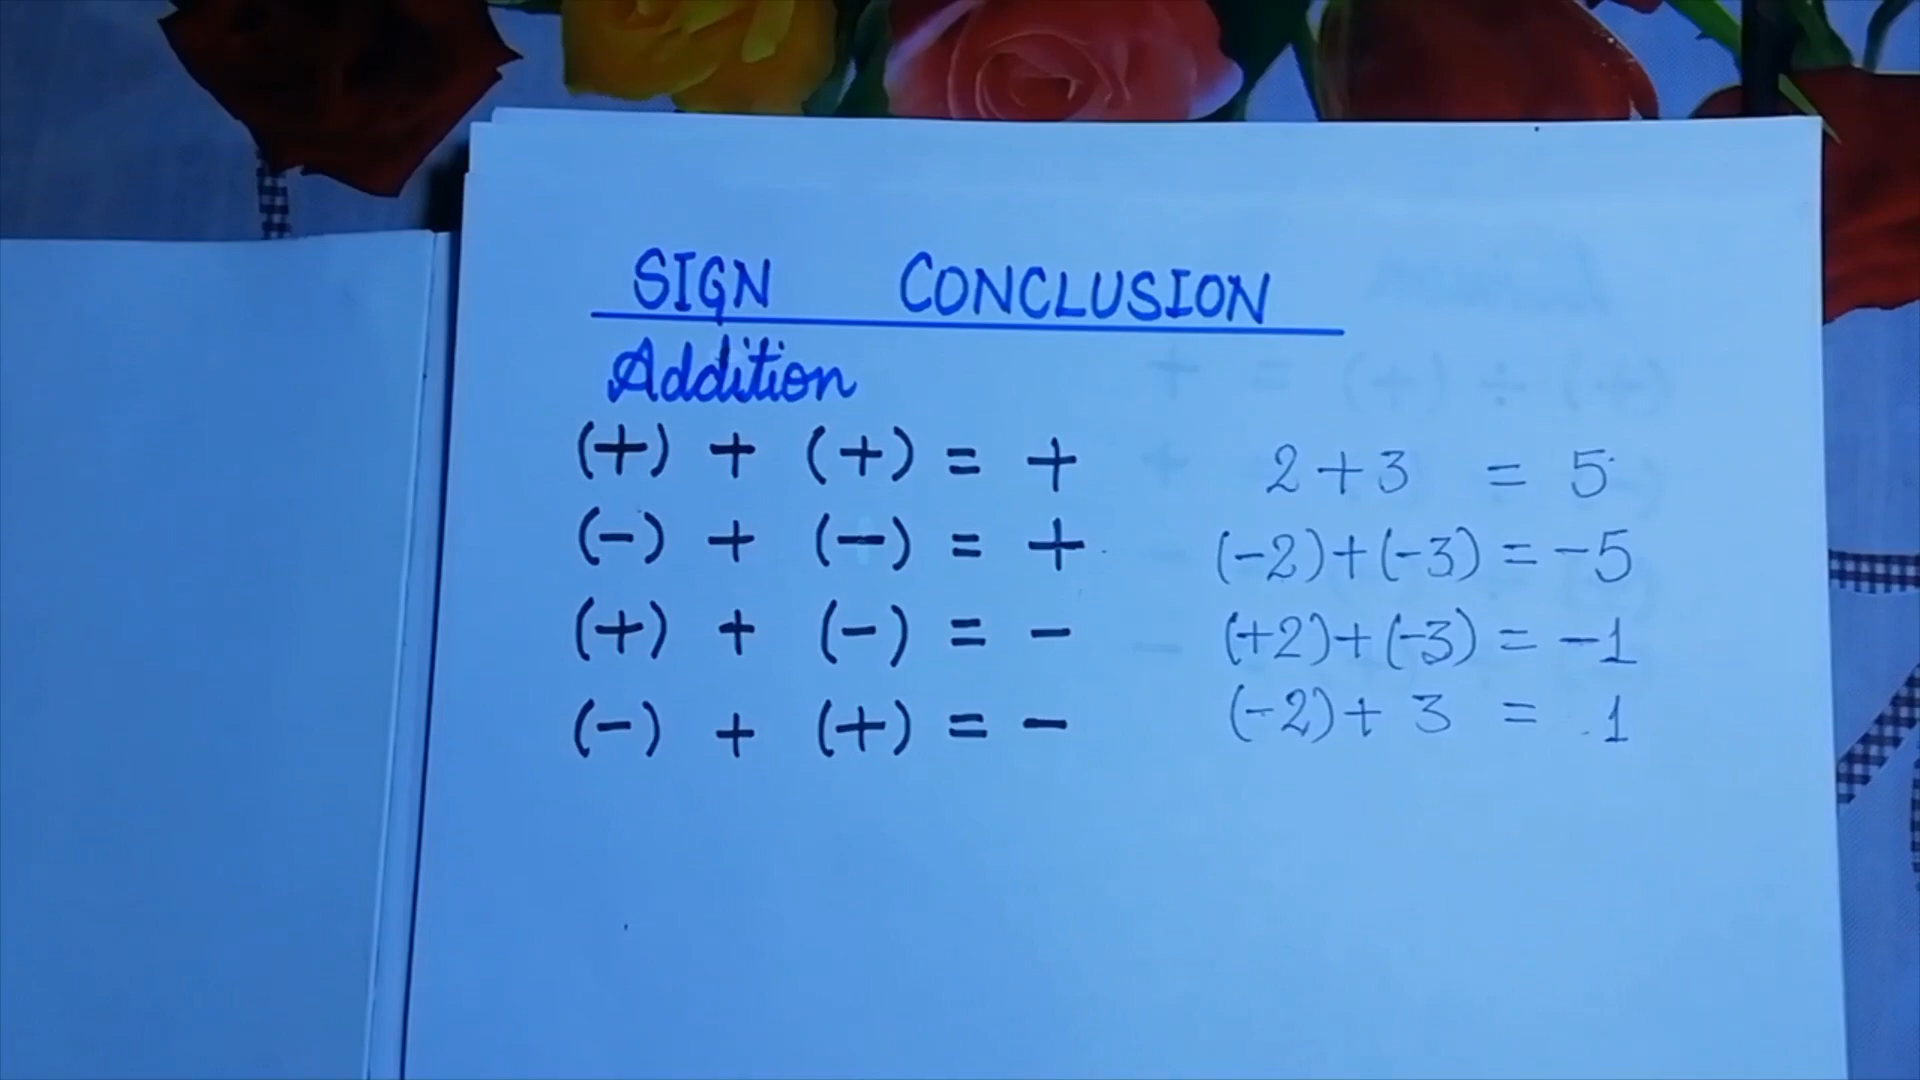 SIGN CONCLUSION
Addition
(+) + (+) = + 2+3 = 5
(-) + (-) = + (-2)+(-3) = -5
(+) + (-) = - (+2)+(-3) = -1
(-) + (+) = - (-2)+ 3 = 1